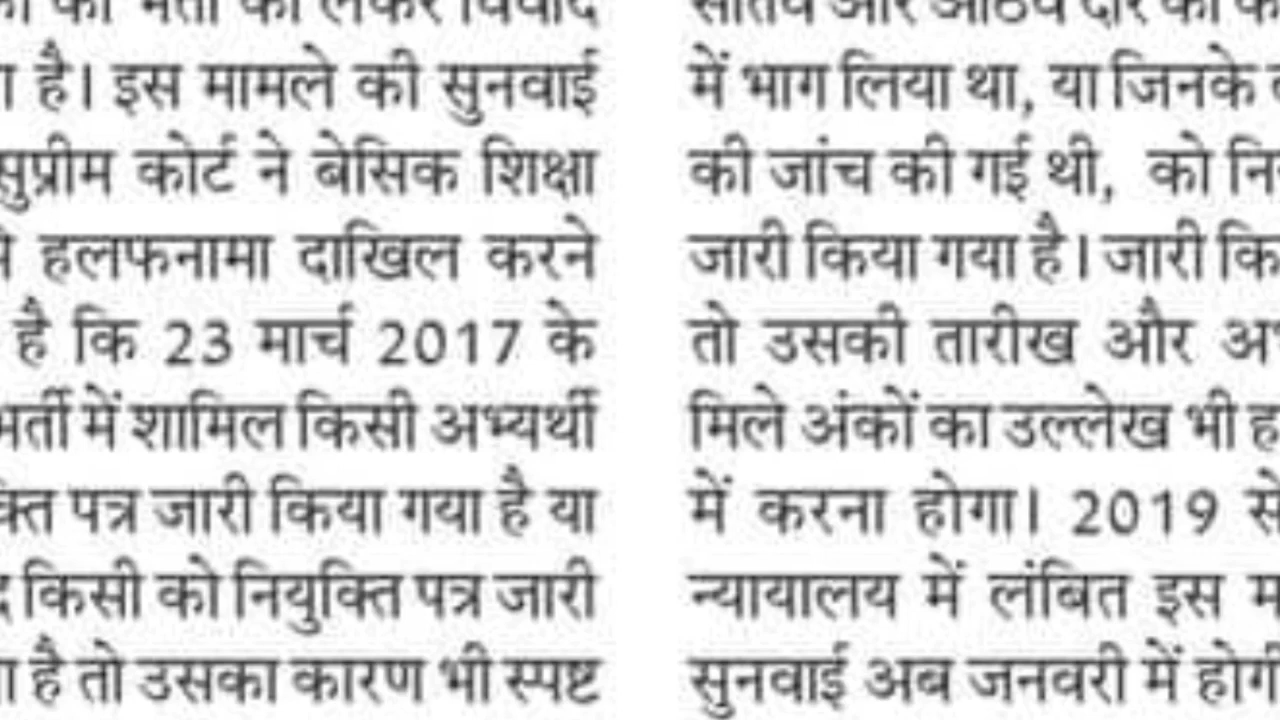 है। इस मामले की सुनवाई
सुप्रीम कोर्ट ने बेसिक शिक्षा
हलफनामा दाखिल करने
है कि 23 मार्च 2017 के
भर्ती में शामिल किसी अभ्यर्थी
पत्र जारी किया गया है या
किसी को नियुक्ति पत्र जारी
है तो उसका कारण भी स्पष्ट
में भाग लिया था, या जिनके
की जांच की गई थी, को
जारी किया गया है। जारी
तो उसकी तारीख और
मिले अंकों का उल्लेख भी
में करना होगा। 2019 से
न्यायालय में लंबित इस
सुनवाई अब जनवरी में होगी